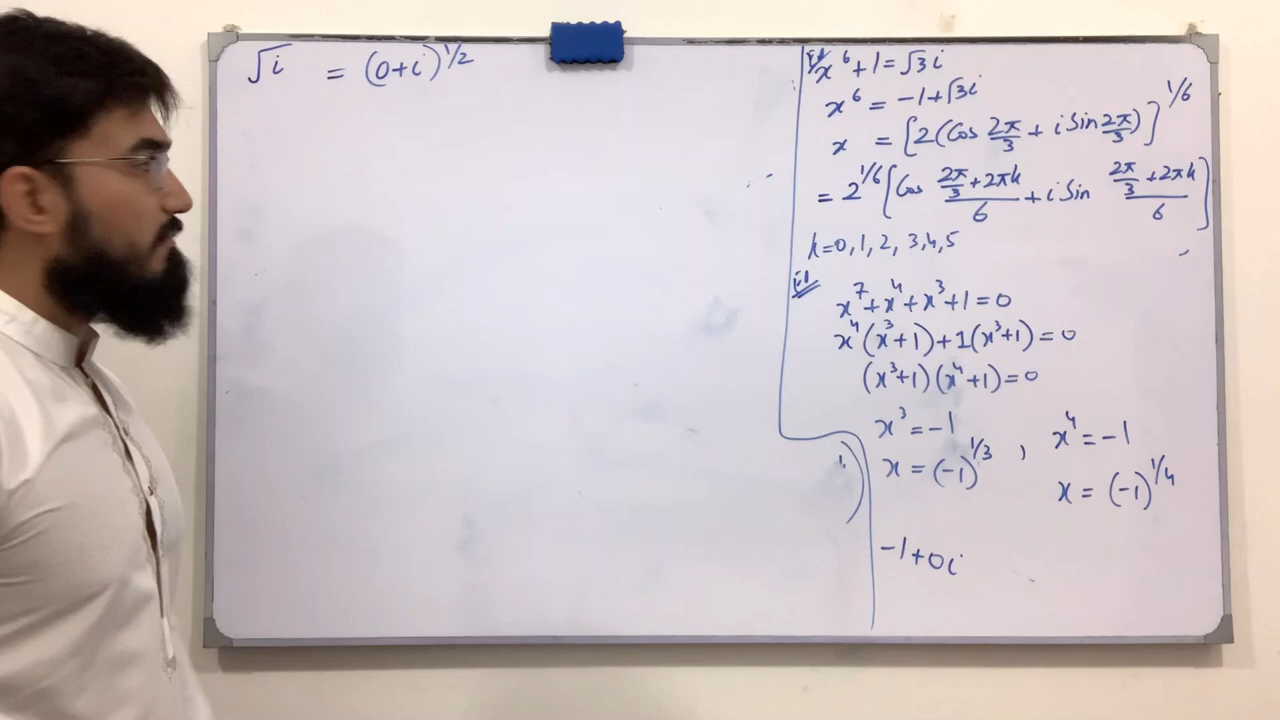 √i = (0+i)^1/2
ii) x^6+1=√3i
x^6 = -1+√3i
x = [2(Cos 2π/3 + i Sin 2π/3)]^1/6
= 2^1/6 [Cos (2π/3+2πk)/6 + i Sin (2π/3+2πk)/6]
k=0,1,2,3,4,5
x^7+x^4+x^3+1=0
x^4(x^3+1)+1(x^3+1)=0
(x^3+1)(x^4+1)=0
x^3=-1 , x^4=-1
x=(-1)^1/3 x=(-1)^1/4
-1+0i